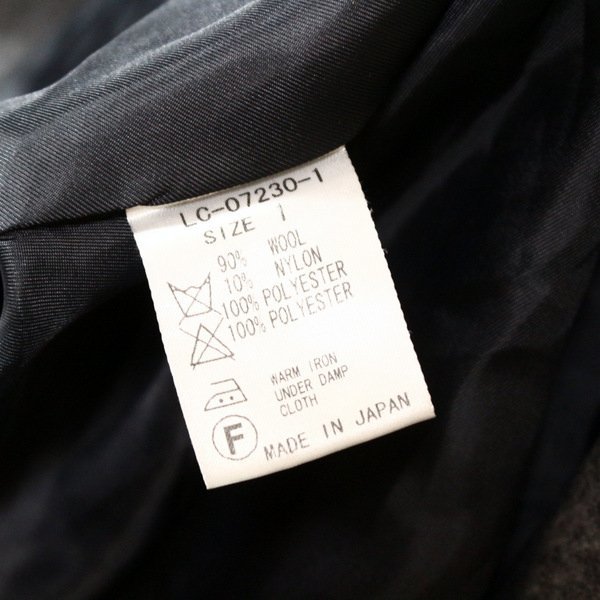 LC-07230-1
SIZE 1
90% WOOL
10% NYLON
100% POLYESTER
100% POLYESTER
WARM IRON
UNDER DAMP
CLOTH
F
MADE IN JAPAN